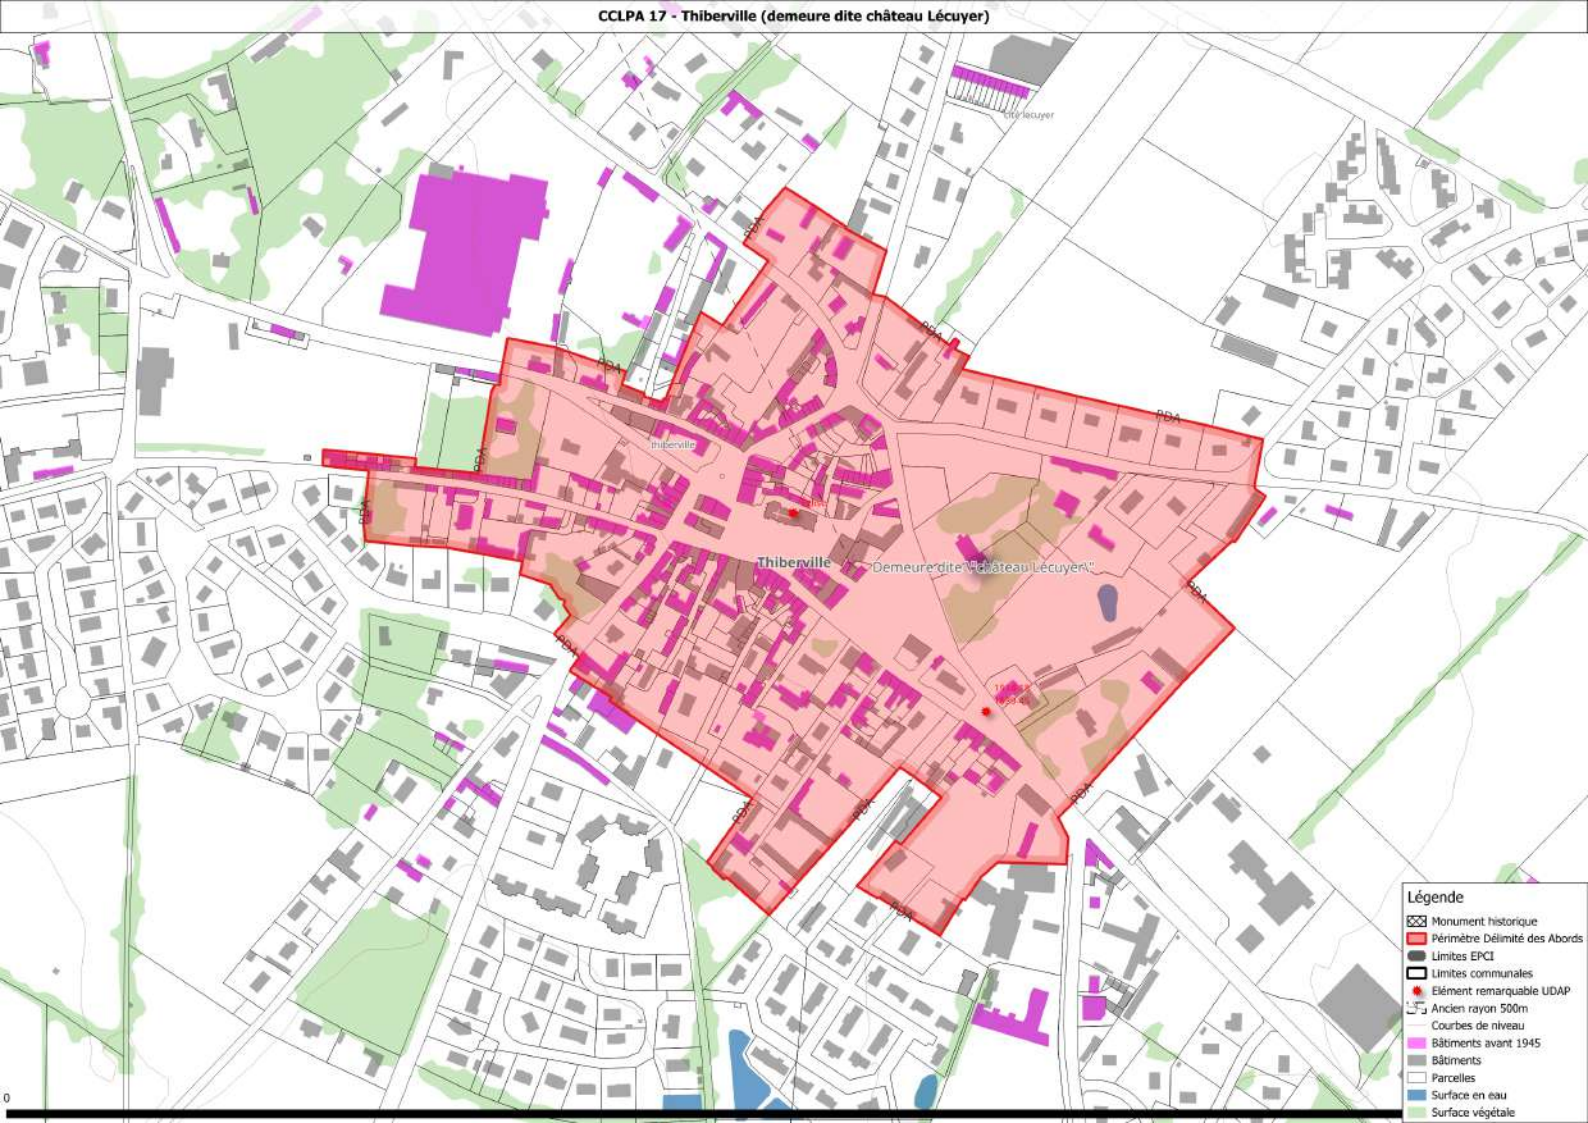 CCLPA 17 - Thiberville (demeure dite château Lécuyer)
cité lecuyer
PDA
PDA
PDA
PDA
thiberville
PDA
PDA
Thiberville
Demeure dite \"château Lécuyer\"
PDA
PDA
PDA
PDA
PDA
PDA
0
Légende
Monument historique
Périmètre Délimité des Abords
Limites EPCI
Limites communales
Elément remarquable UDAP
Ancien rayon 500m
Courbes de niveau
Bâtiments avant 1945
Bâtiments
Parcelles
Surface en eau
Surface végétale